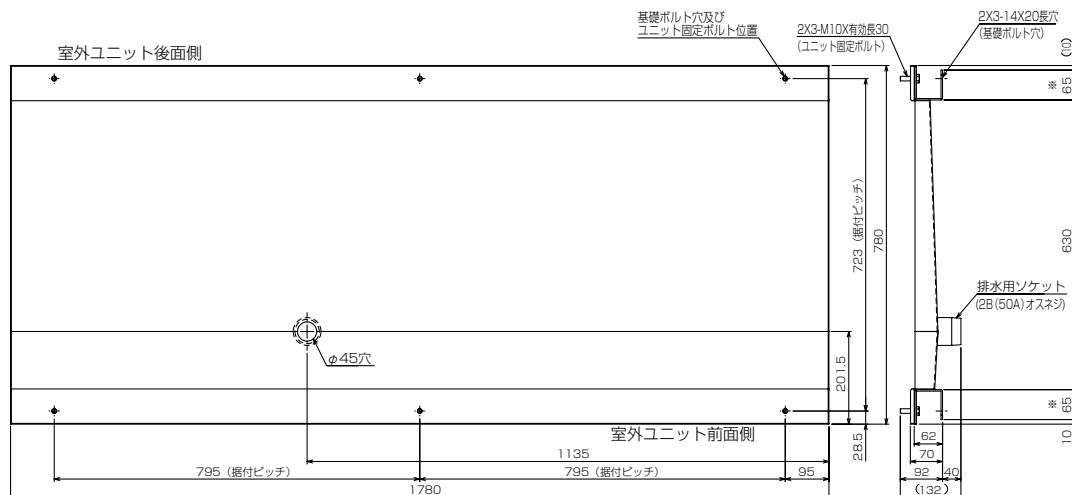 基礎ボルト穴及び
ユニット固定ボルト位置
2X3-M10X有効長30
(ユニット固定ボルト)
2X3-14X20長穴
(基礎ボルト穴)
室外ユニット後面側
(10)
※ 65
723 (据付ピッチ)
780
630
排水用ソケット
(2B(50A)オスネジ)
φ45穴
201.5
※ 65
10
28.5
室外ユニット前面側
62
70
92
40
(132)
1135
795 (据付ピッチ)
795 (据付ピッチ)
95
1780